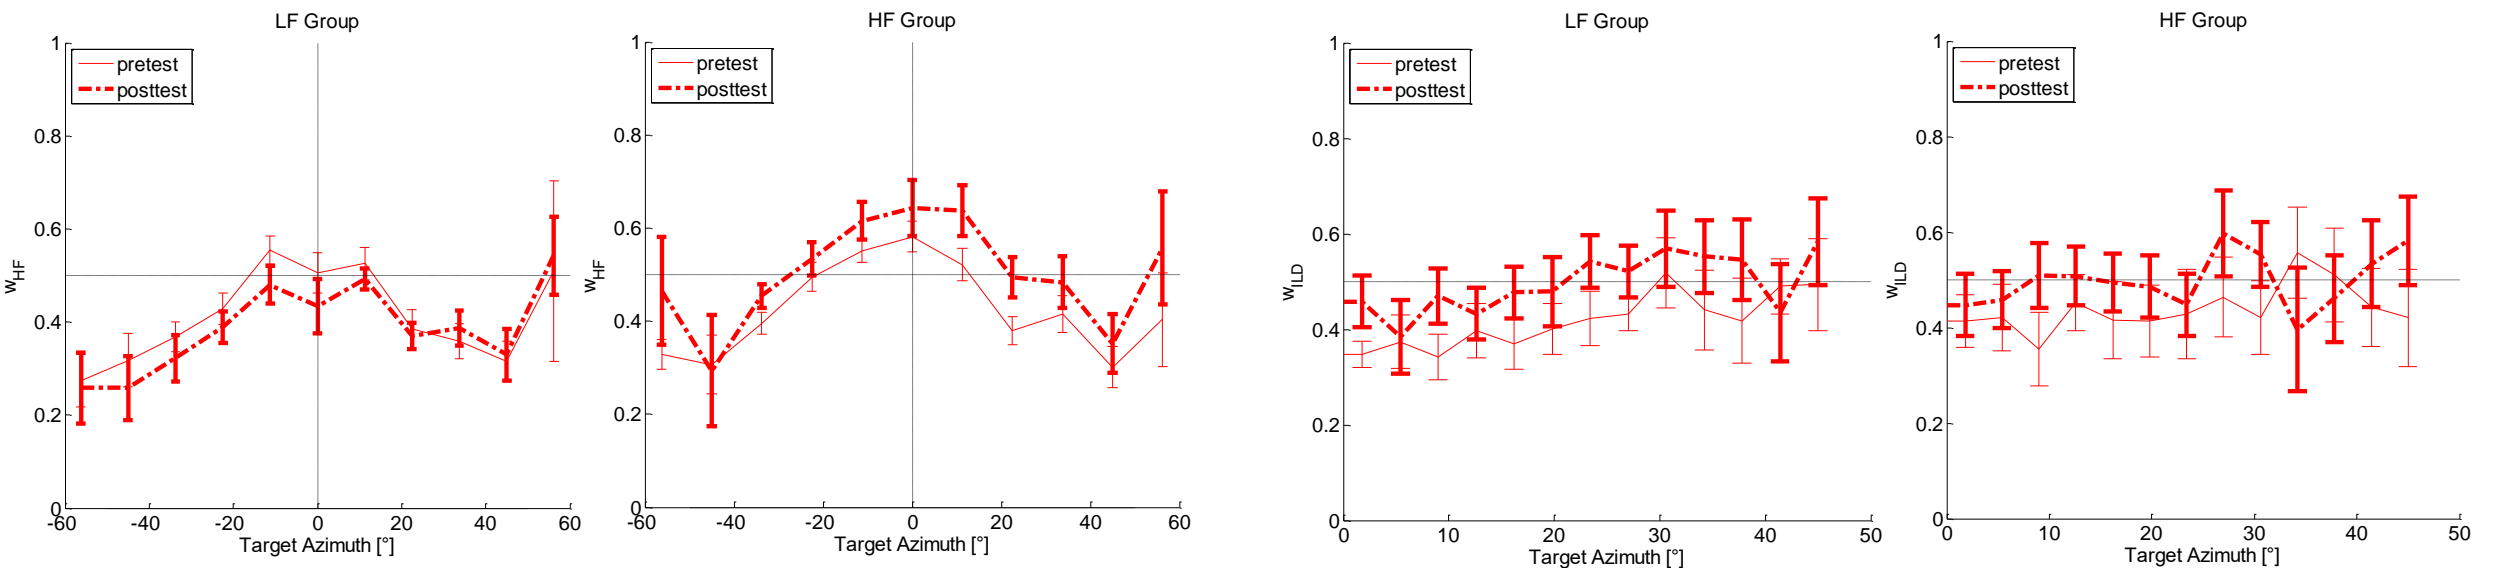 LF Group
1
pretest
posttest
0.8
0.6
0.4
0.2
0
wHF
-60
-40
-20
0
20
40
60
Target Azimuth [°]
HF Group
1
pretest
posttest
0.8
0.6
0.4
0.2
0
wHF
-60
-40
-20
0
20
40
60
Target Azimuth [°]
LF Group
1
pretest
posttest
0.8
0.6
0.4
0.2
0
wILD
0
10
20
30
40
50
Target Azimuth [°]
HF Group
1
pretest
posttest
0.8
0.6
0.4
0.2
0
wILD
0
10
20
30
40
50
Target Azimuth [°]